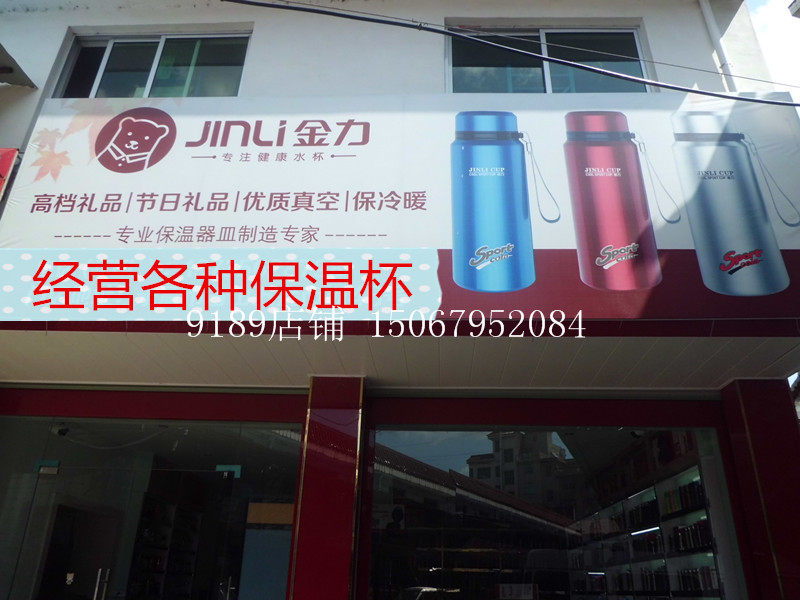 JINLI金力
专注健康水杯
高档礼品|节日礼品|优质真空|保冷暖
专业保温器皿制造专家
经营各种保温杯
9189店铺 15067952084
JINLI CUP
Sport
JINLI CUP
Sport
JINLI CUP
Sport